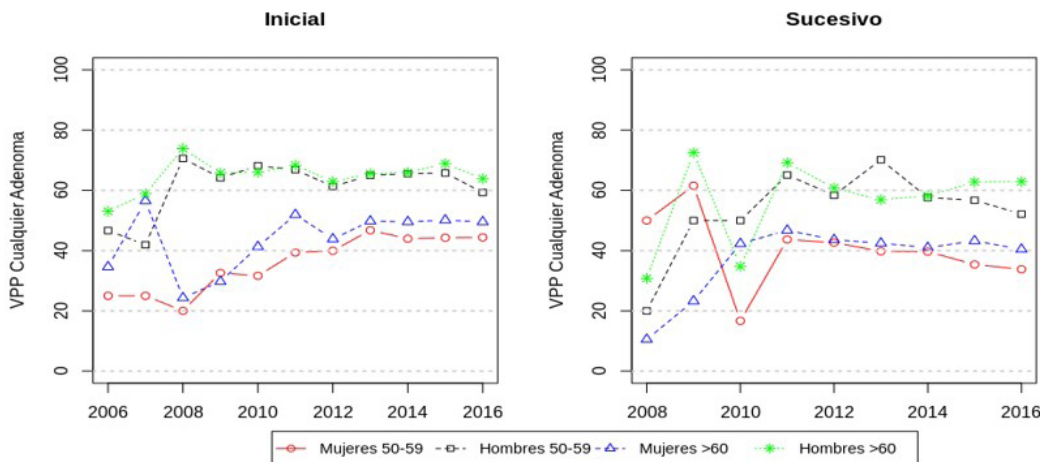 Inicial
VPP Cualquier Adenoma
100
80
60
40
20
0
2006 2008 2010 2012 2014 2016
Sucesivo
VPP Cualquier Adenoma
100
80
60
40
20
0
2008 2010 2012 2014 2016
Mujeres 50-59 Hombres 50-59 Mujeres >60 Hombres >60